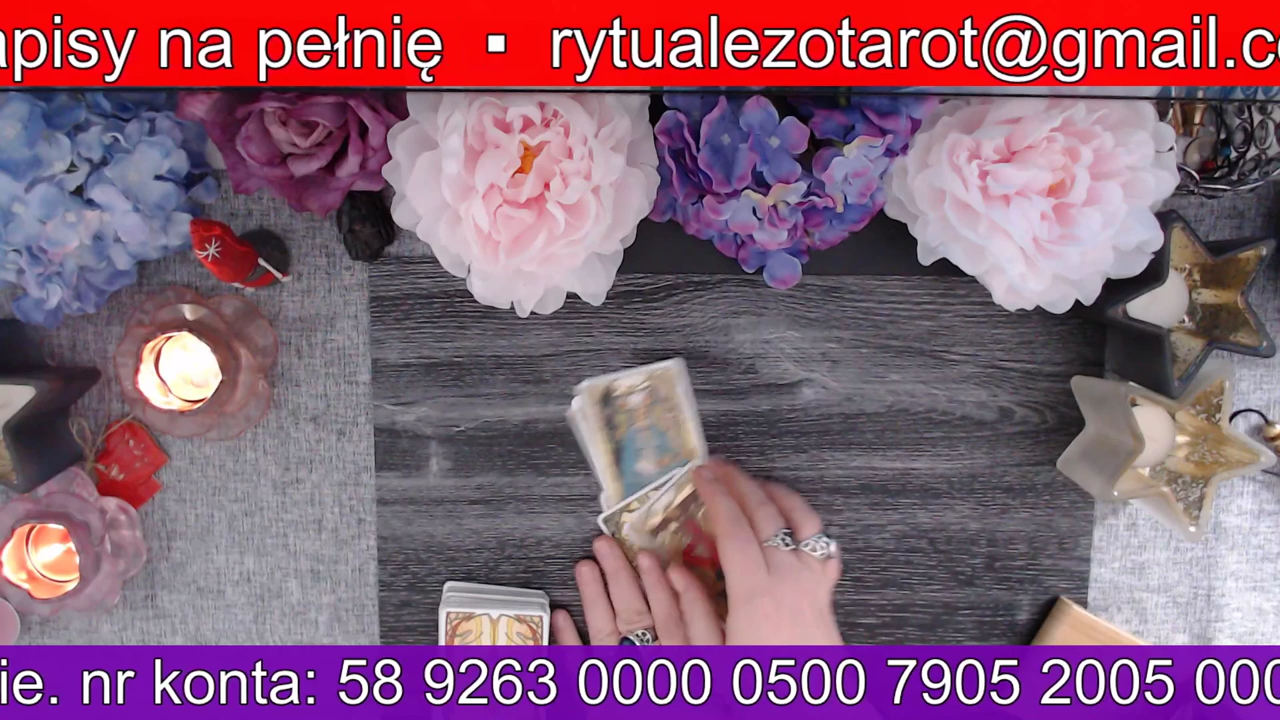 apisy na pełnię ▪ rytualezotarot@gmail.c
ie. nr konta: 58 9263 0000 0500 7905 2005 000